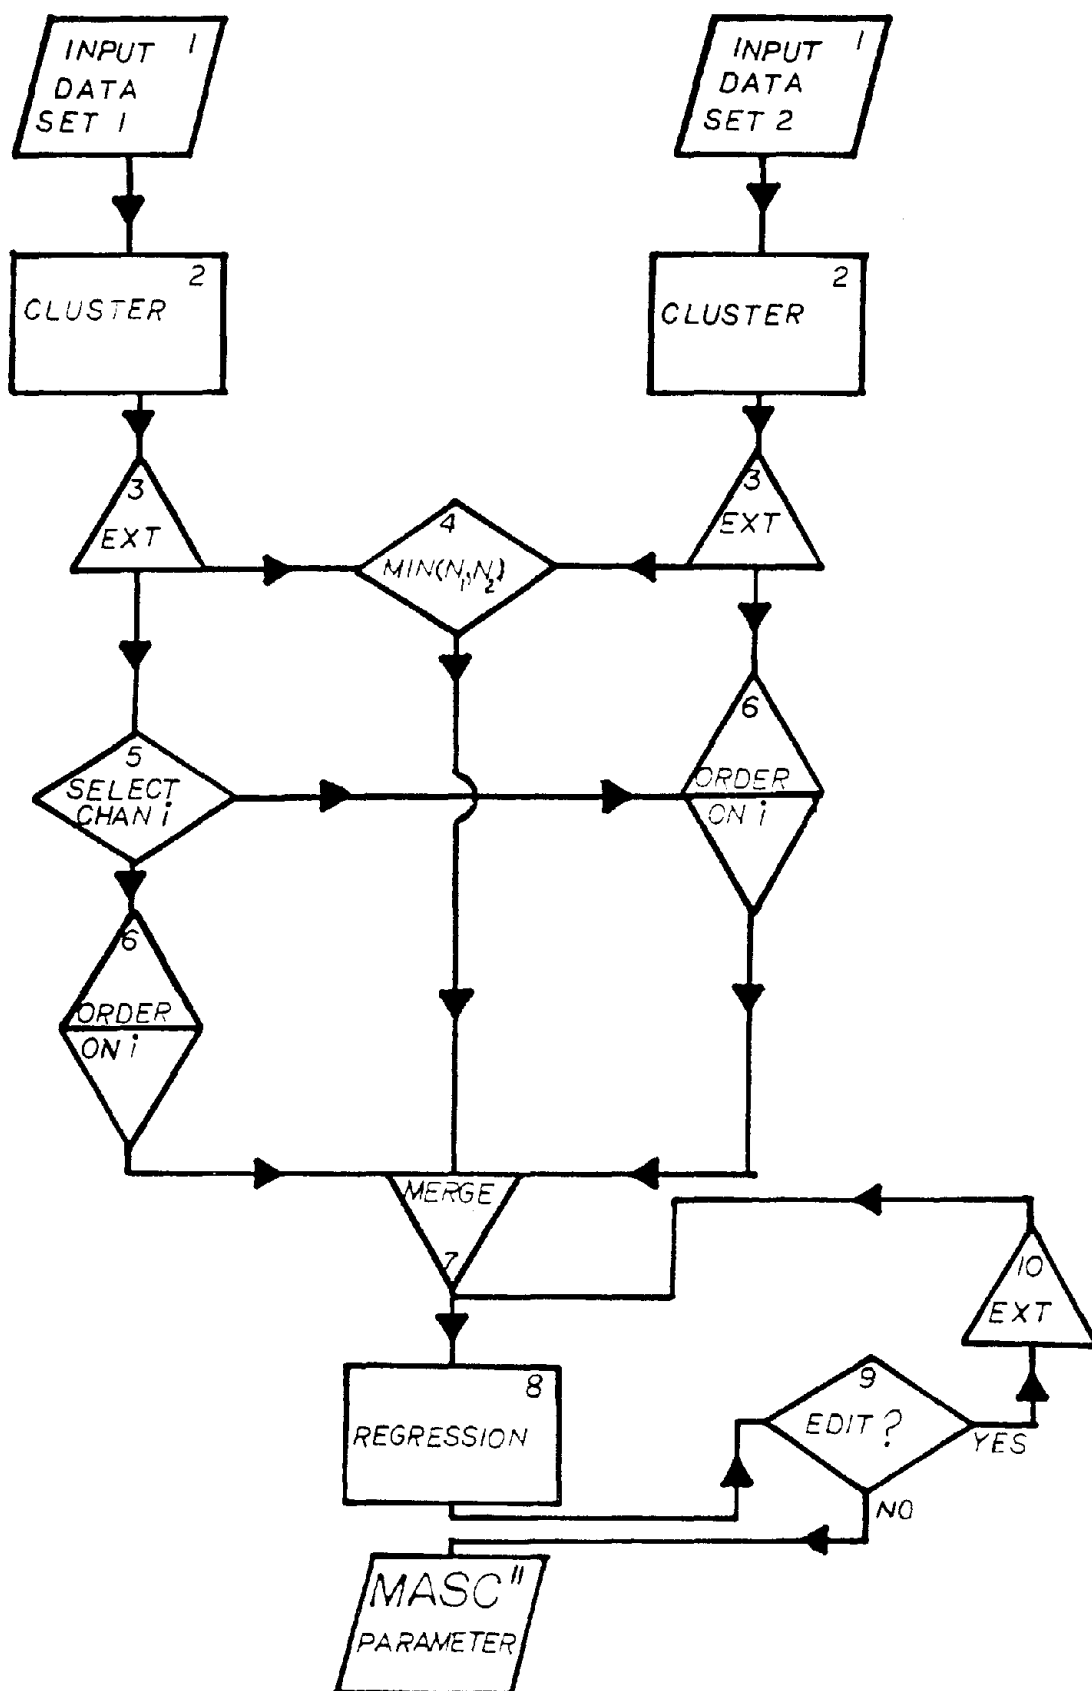 1
INPUT
DATA
SET 1
1
INPUT
DATA
SET 2
2
CLUSTER
2
CLUSTER
3
EXT
4
MIN(N1,N2)
3
EXT
5
SELECT
CHAN i
6
ORDER
ON i
6
ORDER
ON i
MERGE
7
10
EXT
8
REGRESSION
9
EDIT?
YES
NO
MASC 11
PARAMETER